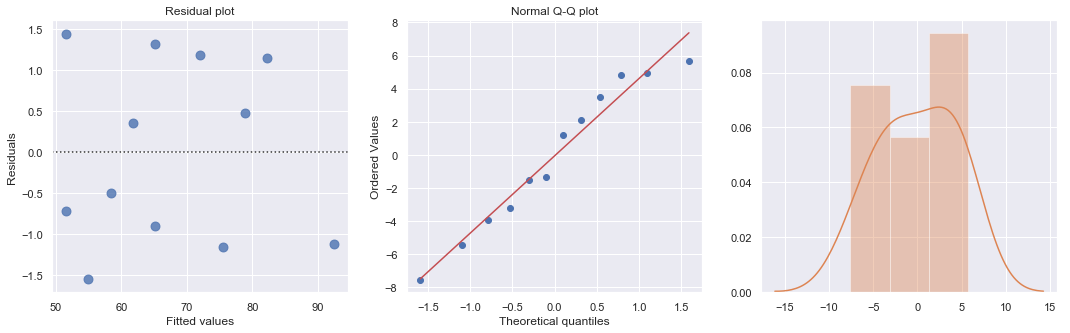 Residual plot
Residuals
1.5
1.0
0.5
0.0
−0.5
−1.0
−1.5
50 60 70 80 90
Fitted values
Normal Q-Q plot
Ordered Values
8
6
4
2
0
−2
−4
−6
−8
−1.5 −1.0 −0.5 0.0 0.5 1.0 1.5
Theoretical quantiles
0.08
0.06
0.04
0.02
0.00
−15 −10 −5 0 5 10 15